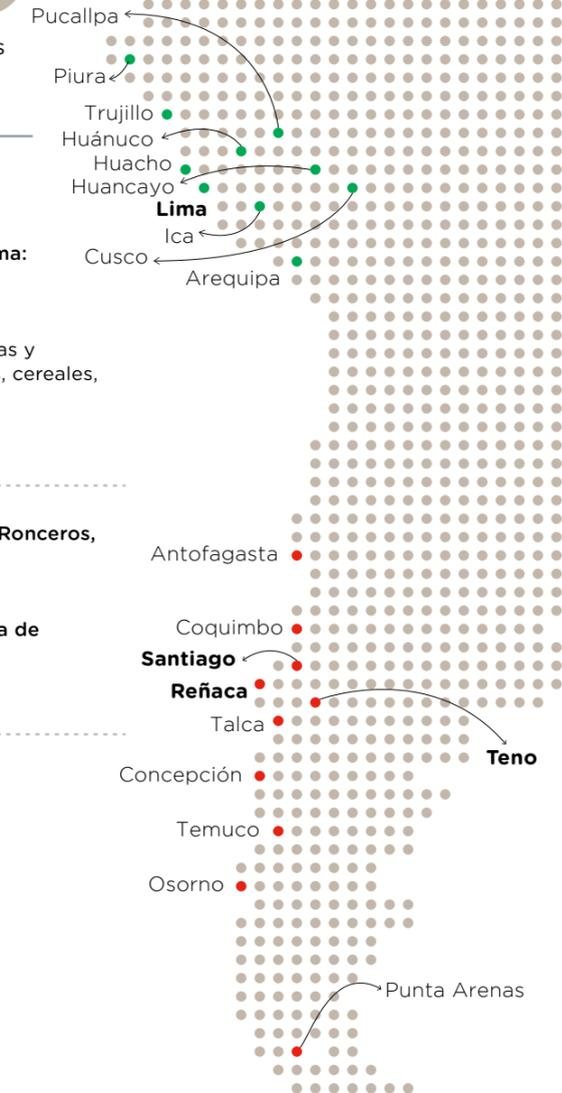 Pucallpa
s
Piura
Trujillo
Huánuco
Huacho
Huancayo
Lima
Ica
ma:
Cusco
Arequipa
as y
, cereales,
Ronceros,
Antofagasta
Coquimbo
a de
Santiago
Reñaca
Talca
Teno
Concepción
Temuco
Osorno
Punta Arenas